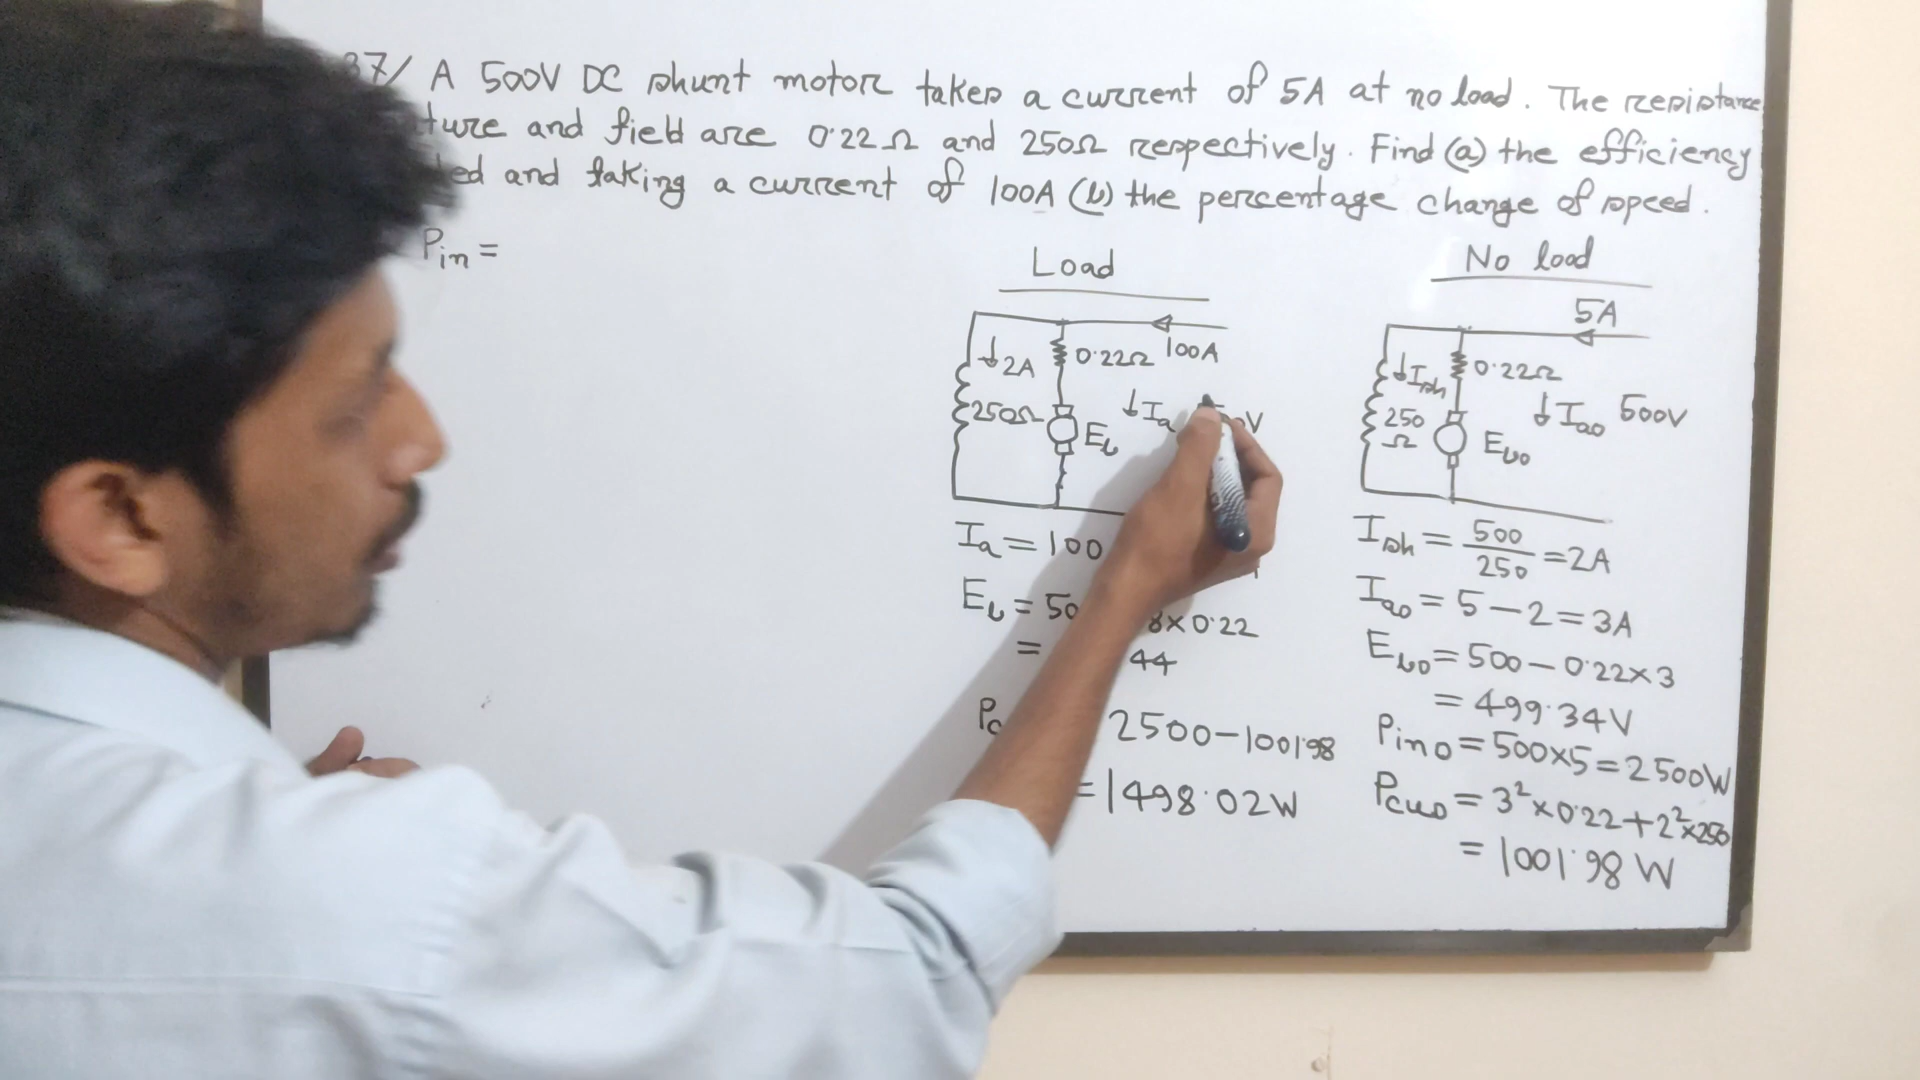 37/ A 500V DC shunt motor takes a current of 5A at no load. The resistance
ture and field are 0.22Ω and 250Ω respectively. Find (a) the efficiency
ed and taking a current of 100A (b) the percentage change of speed.
Pin =
Load
100A
2A
0.22Ω
250Ω
Eb
Ia
V
Ia = 100
Eb = 50 8×0.22
= 44
2500-1001.98
=1498.02W
No load
5A
Ish
0.22Ω
250
Ω
Eb0
Ia0
500V
Ish = 500/250 = 2A
Ia0 = 5-2 = 3A
Eb0 = 500-0.22×3
= 499.34V
Pin0 = 500×5 = 2500W
Pcu0 = 3²×0.22+2²×250
= 1001.98 W